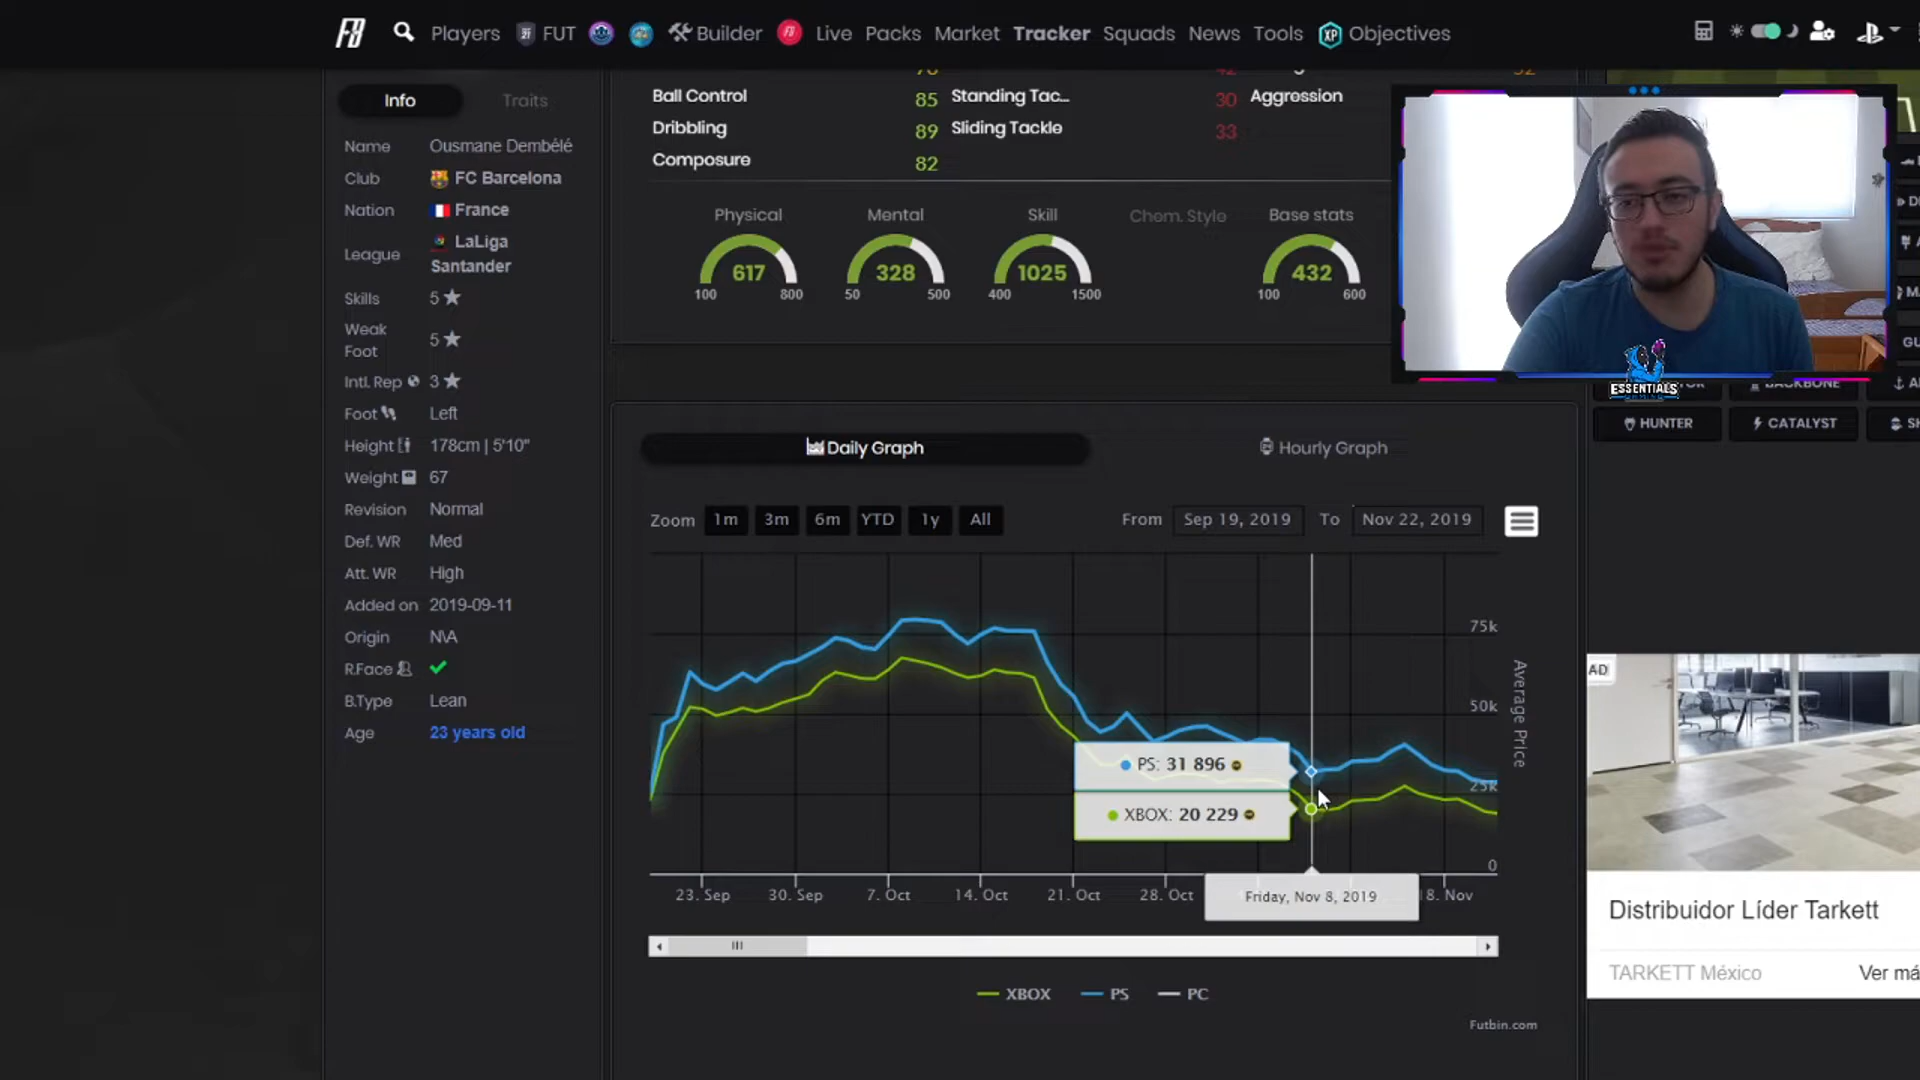 Players FUT Builder Live Packs Market Tracker Squads News Tools Objectives
Info Traits
Name Ousmane Dembélé
Club FC Barcelona
Nation France
League LaLiga Santander
Skills 5
Weak Foot 5
Intl. Rep 3
Foot Left
Height 178cm | 5'10"
Weight 67
Revision Normal
Def. WR Med
Att. WR High
Added on 2019-09-11
Origin N\A
R.Face
B.Type Lean
Age 23 years old
Ball Control 85 Standing Tac... 30 Aggression
Dribbling 89 Sliding Tackle 33
Composure 82
Physical Mental Skill Chem. Style Base stats
617 328 1025 432
100 800 50 500 400 1500 100 600
ESSENTIALS
BACKBONE
HUNTER CATALYST
Daily Graph Hourly Graph
Zoom 1m 3m 6m YTD 1y All From Sep 19, 2019 To Nov 22, 2019
75k
50k
25k
0
Average Price
PS: 31 896
XBOX: 20 229
23. Sep 30. Sep 7. Oct 14. Oct 21. Oct 28. Oct 18. Nov
Friday, Nov 8, 2019
XBOX PS PC
Futbin.com
AD
Distribuidor Líder Tarkett
TARKETT México Ver